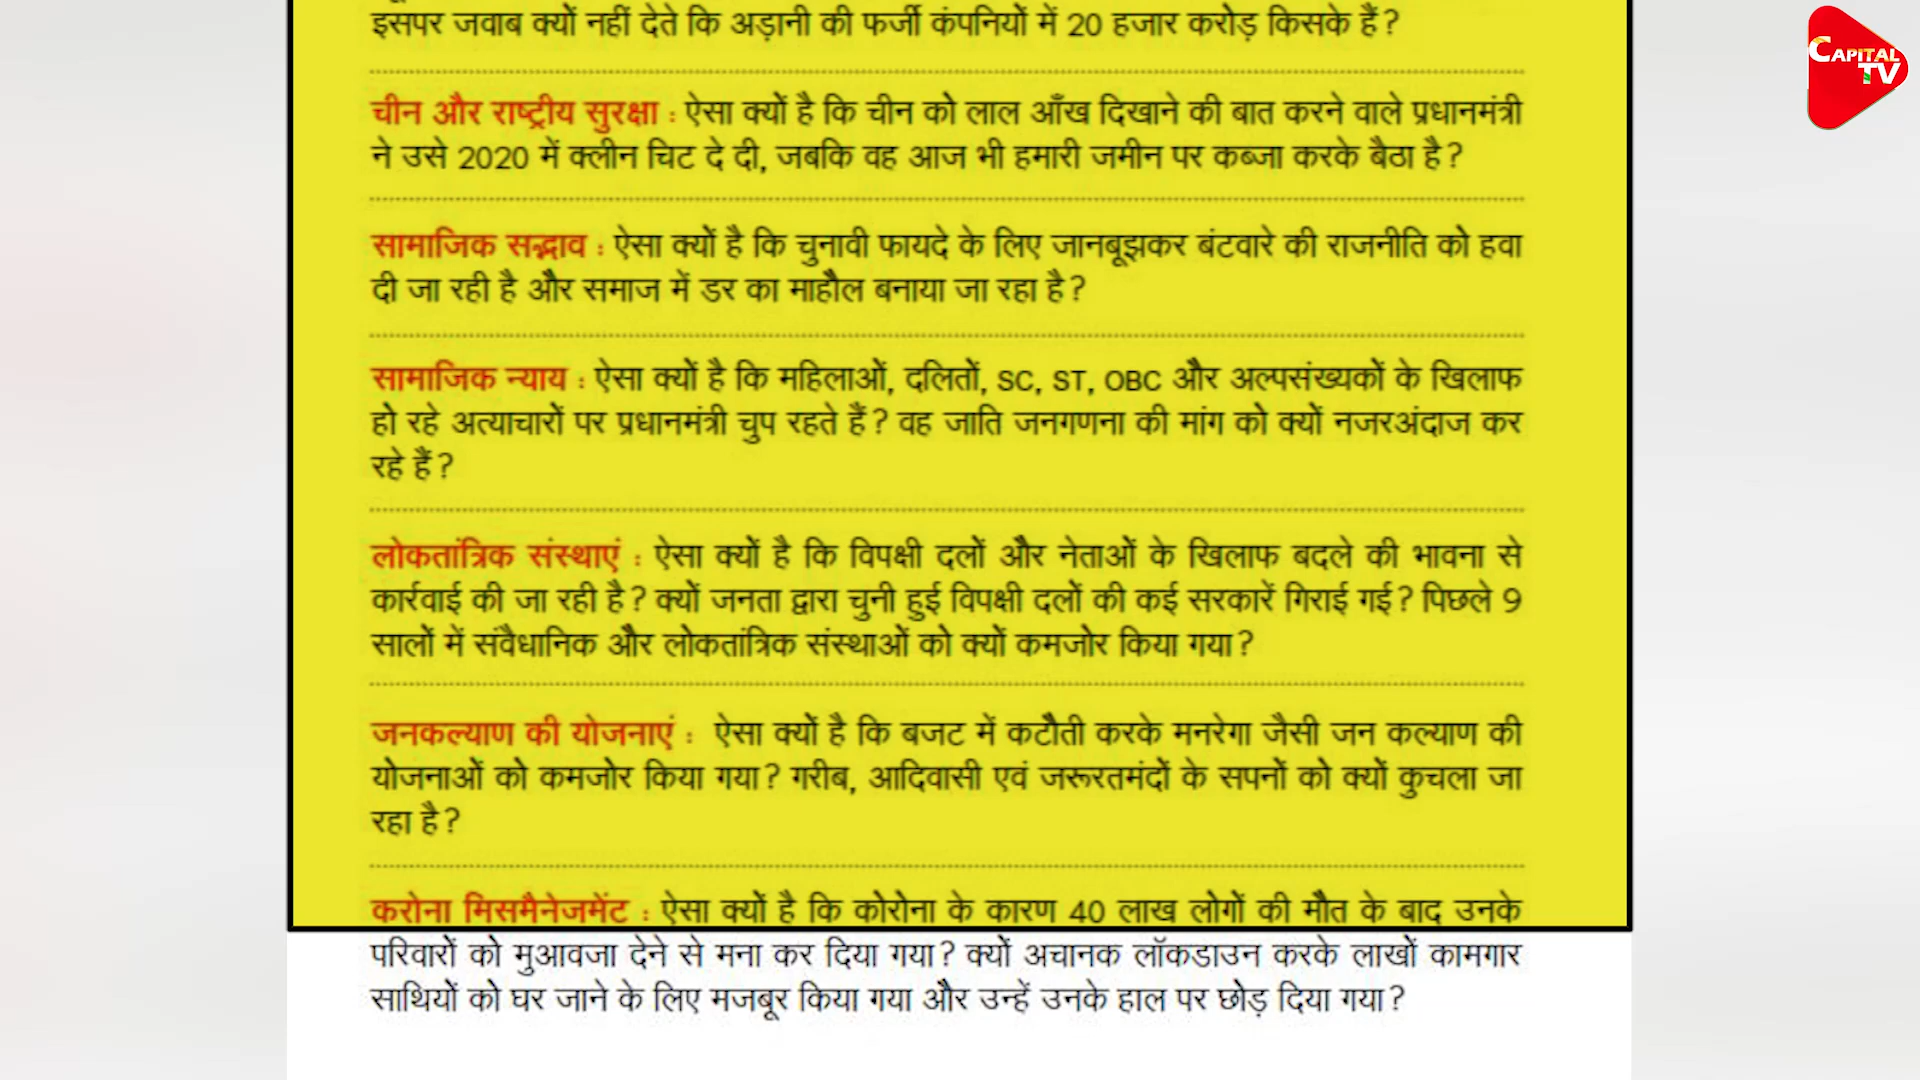 इसपर जवाब क्यों नहीं देते कि अड़ानी की फर्जी कंपनियों में 20 हजार करोड़ किसके हैं?
चीन और राष्ट्रीय सुरक्षा : ऐसा क्यों है कि चीन को लाल आँख दिखाने की बात करने वाले प्रधानमंत्री
ने उसे 2020 में क्लीन चिट दे दी, जबकि वह आज भी हमारी जमीन पर कब्जा करके बैठा है?
सामाजिक सद्भाव : ऐसा क्यों है कि चुनावी फायदे के लिए जानबूझकर बंटवारे की राजनीति को हवा
दी जा रही है और समाज में डर का माहौल बनाया जा रहा है?
सामाजिक न्याय : ऐसा क्यों है कि महिलाओं, दलितों, SC, ST, OBC और अल्पसंख्यकों के खिलाफ
हो रहे अत्याचारों पर प्रधानमंत्री चुप रहते हैं? वह जाति जनगणना की मांग को क्यों नजरअंदाज कर
रहे हैं?
लोकतांत्रिक संस्थाएं : ऐसा क्यों है कि विपक्षी दलों और नेताओं के खिलाफ बदले की भावना से
कार्रवाई की जा रही है? क्यों जनता द्वारा चुनी हुई विपक्षी दलों की कई सरकारें गिराई गई? पिछले 9
सालों में संवैधानिक और लोकतांत्रिक संस्थाओं को क्यों कमजोर किया गया?
जनकल्याण की योजनाएं : ऐसा क्यों है कि बजट में कटौती करके मनरेगा जैसी जन कल्याण की
योजनाओं को कमजोर किया गया? गरीब, आदिवासी एवं जरूरतमंदों के सपनों को क्यों कुचला जा
रहा है?
करोना मिसमैनेजमेंट : ऐसा क्यों है कि कोरोना के कारण 40 लाख लोगों की मौत के बाद उनके
परिवारों को मुआवजा देने से मना कर दिया गया? क्यों अचानक लॉकडाउन करके लाखों कामगार
साथियों को घर जाने के लिए मजबूर किया गया और उन्हें उनके हाल पर छोड़ दिया गया?
CAPITAL
TV